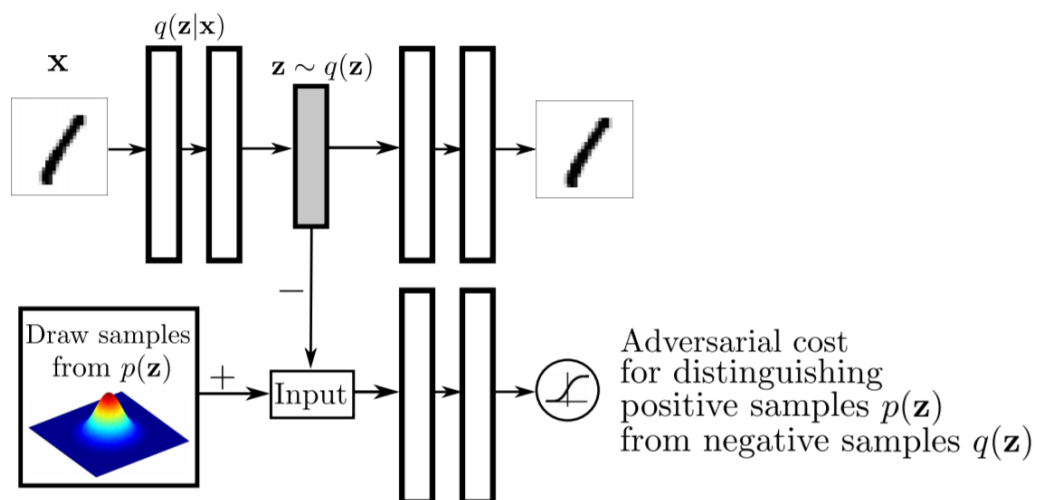 q(𝐳|𝐱)
𝐱
𝐳 ∼ q(𝐳)
−
Draw samples
from p(𝐳)
+
Input
Adversarial cost
for distinguishing
positive samples p(𝐳)
from negative samples q(𝐳)